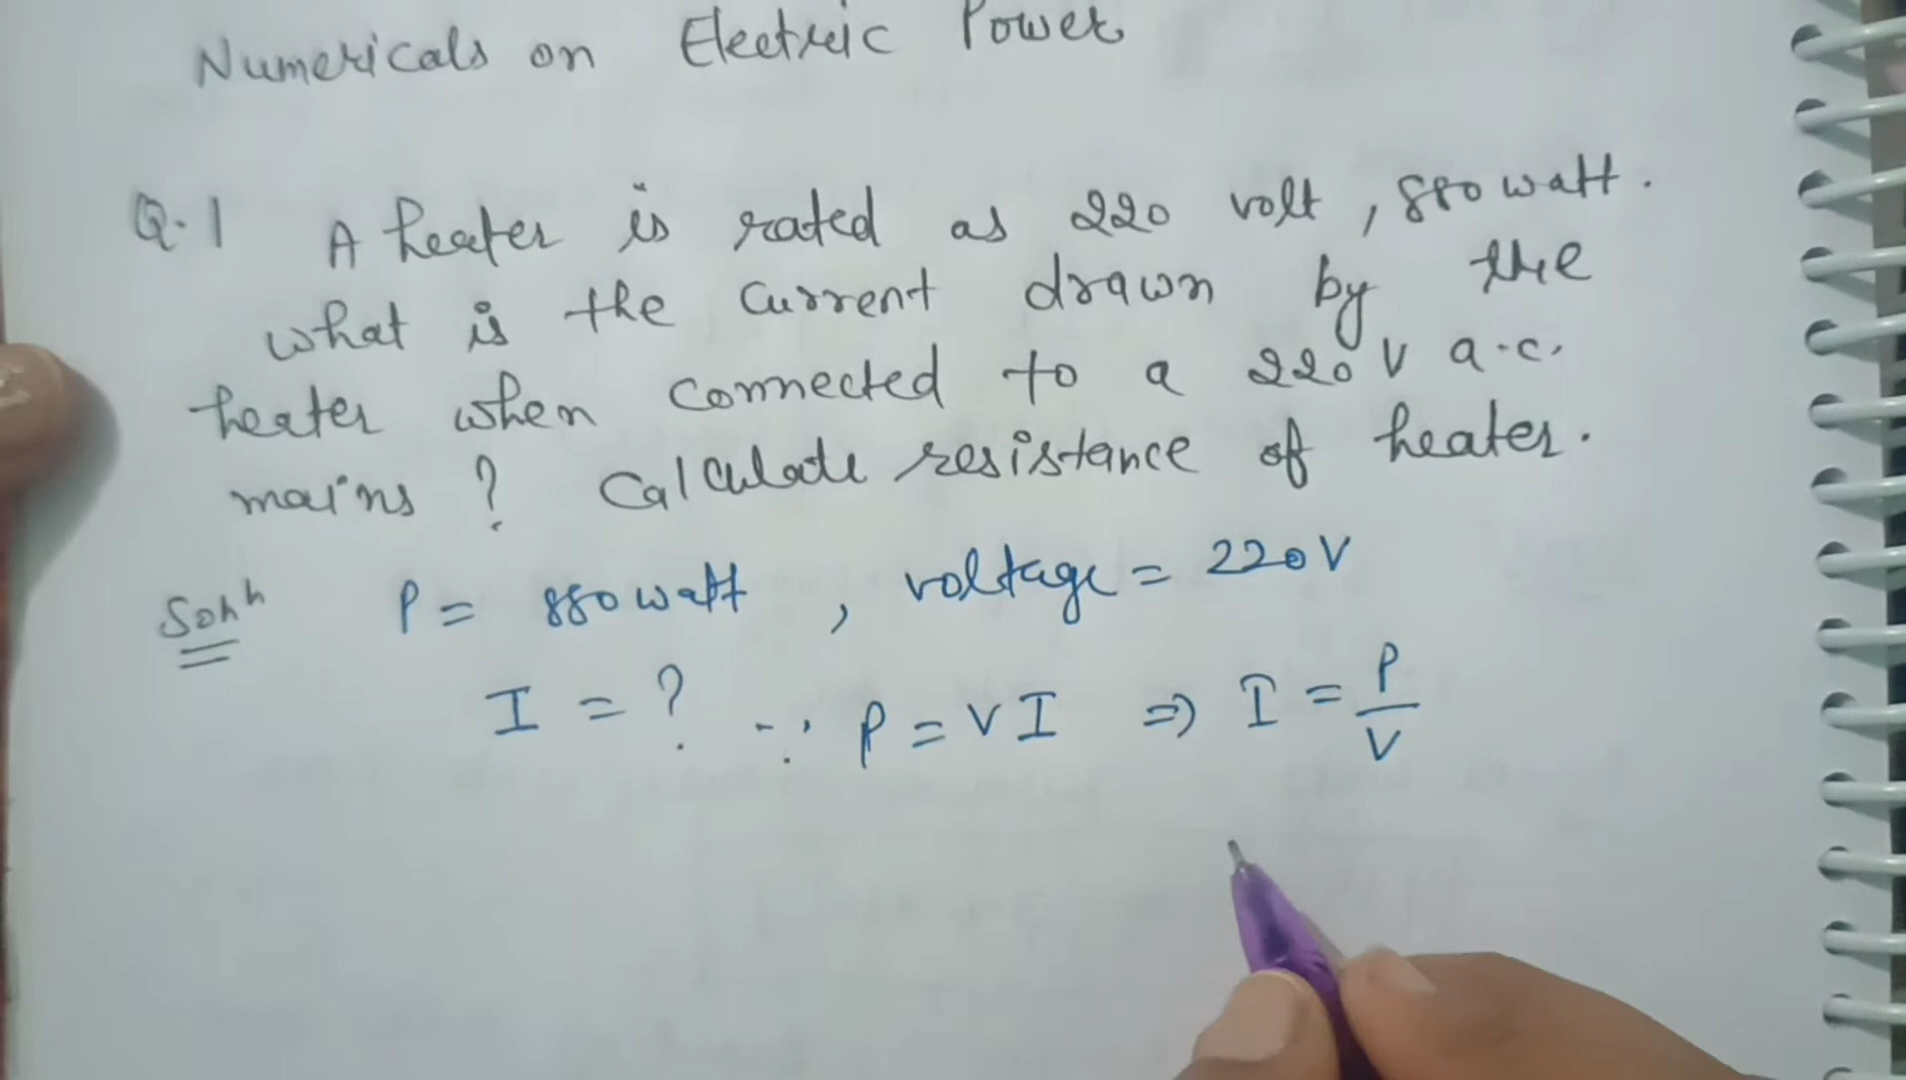 Numericals on Electric Power
Q.1 A heater is rated as 220 volt, 880 watt.
what is the current drawn by the
heater when connected to a 220 V a.c.
mains ? Calculate resistance of heater.
Solⁿ P = 880 watt , voltage = 220V
I = ? ∵ P = VI ⇒ I = P/V